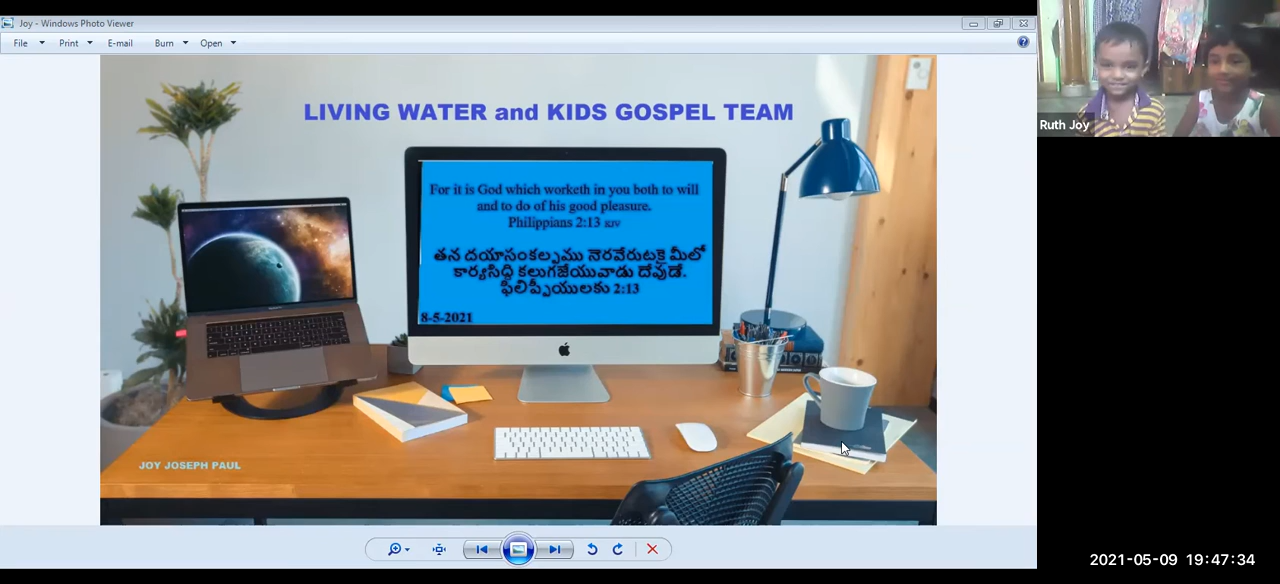 Joy - Windows Photo Viewer
File Print E-mail Burn Open
LIVING WATER and KIDS GOSPEL TEAM
For it is God which worketh in you both to will
and to do of his good pleasure.
Philippians 2:13 KJV
తన దయాసంకల్పము నెరవేరుటకై మీలో
కార్యసిద్ధి కలుగజేయువాడు దేవుడే.
ఫిలిప్పీయులకు 2:13
8-5-2021
JOY JOSEPH PAUL
Ruth Joy
2021-05-09 19:47:34